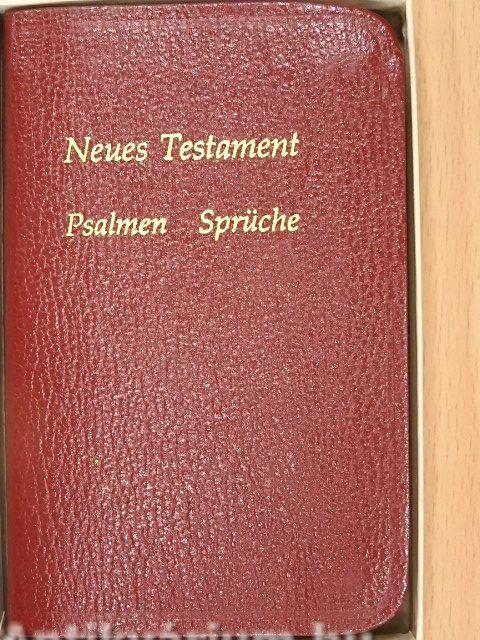 Neues Testament
Psalmen Sprüche